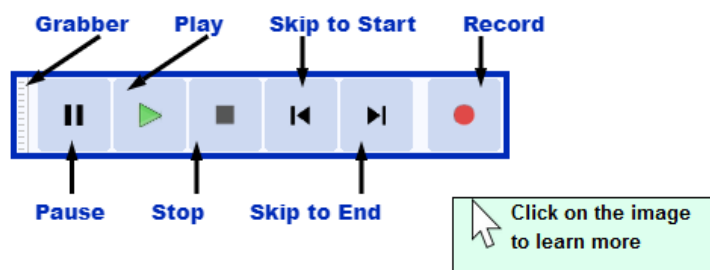 Grabber Play Skip to Start Record
Pause Stop Skip to End
Click on the image
to learn more